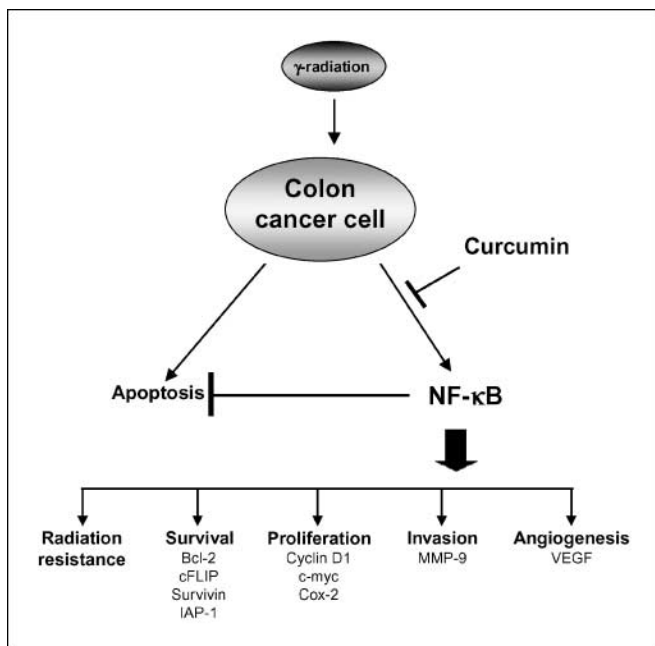 γ-radiation
Colon
cancer cell
Curcumin
Apoptosis
NF-κB
Radiation
resistance
Survival
Bcl-2
cFLIP
Survivin
IAP-1
Proliferation
Cyclin D1
c-myc
Cox-2
Invasion
MMP-9
Angiogenesis
VEGF